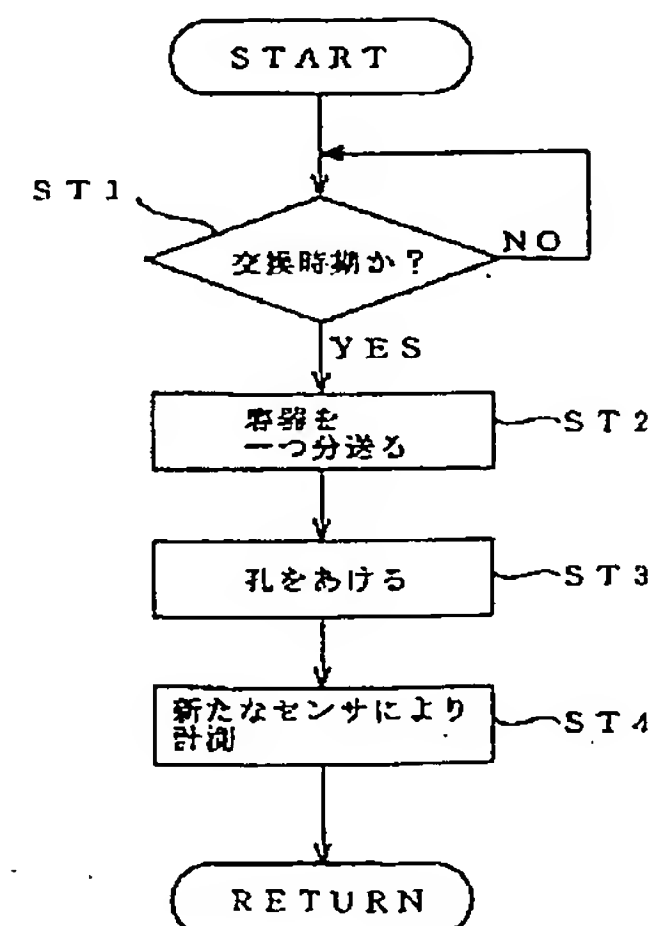 START
ST1
交換時期か?
NO
YES
容器を
一つ分送る
ST2
孔をあける
ST3
新たなセンサにより
計測
ST4
RETURN